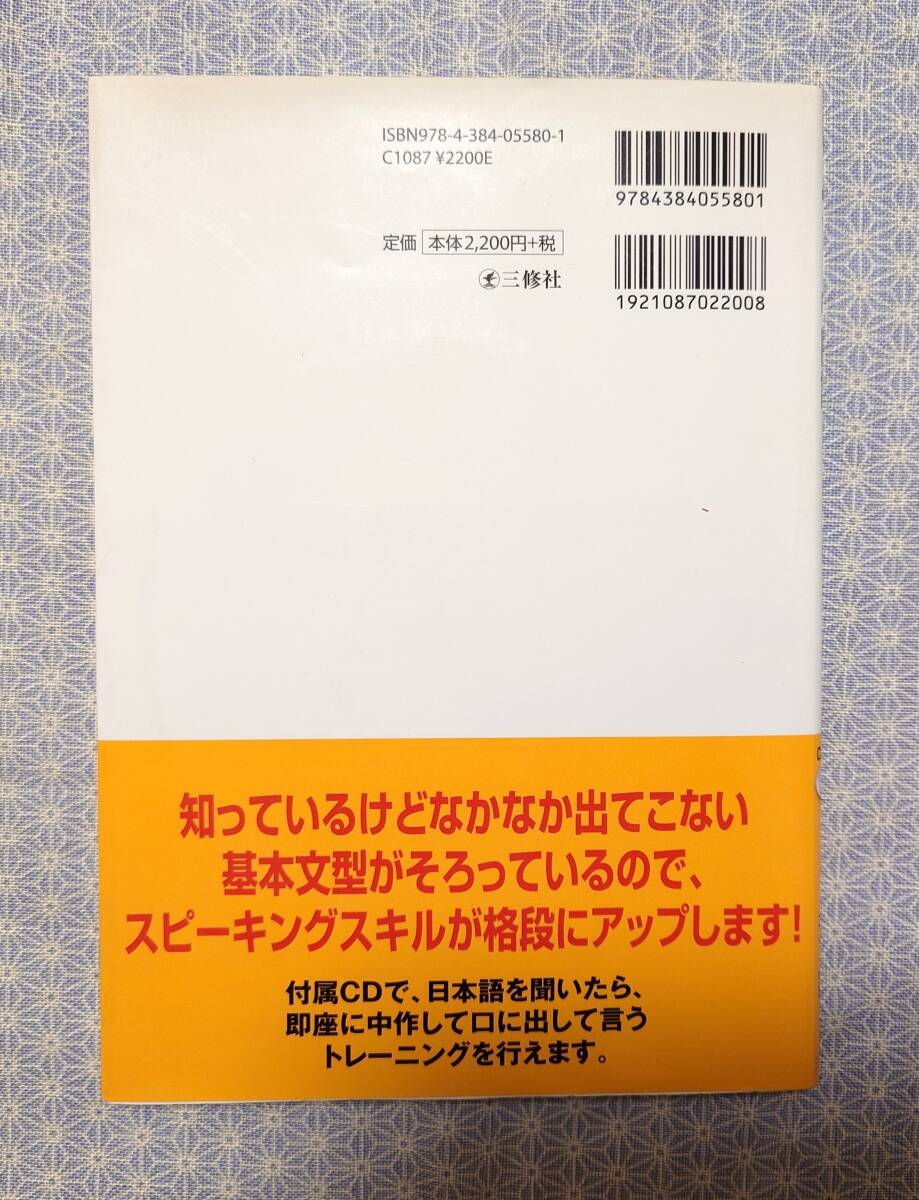 ISBN978-4-384-05580-1
C1087 ¥2200E
9784384055801
定価 本体2,200円+税
三修社
1921087022008
知っているけどなかなか出てこない
基本文型がそろっているので、
スピーキングスキルが格段にアップします!
付属CDで、日本語を聞いたら、
即座に中作して口に出して言う
トレーニングを行えます。